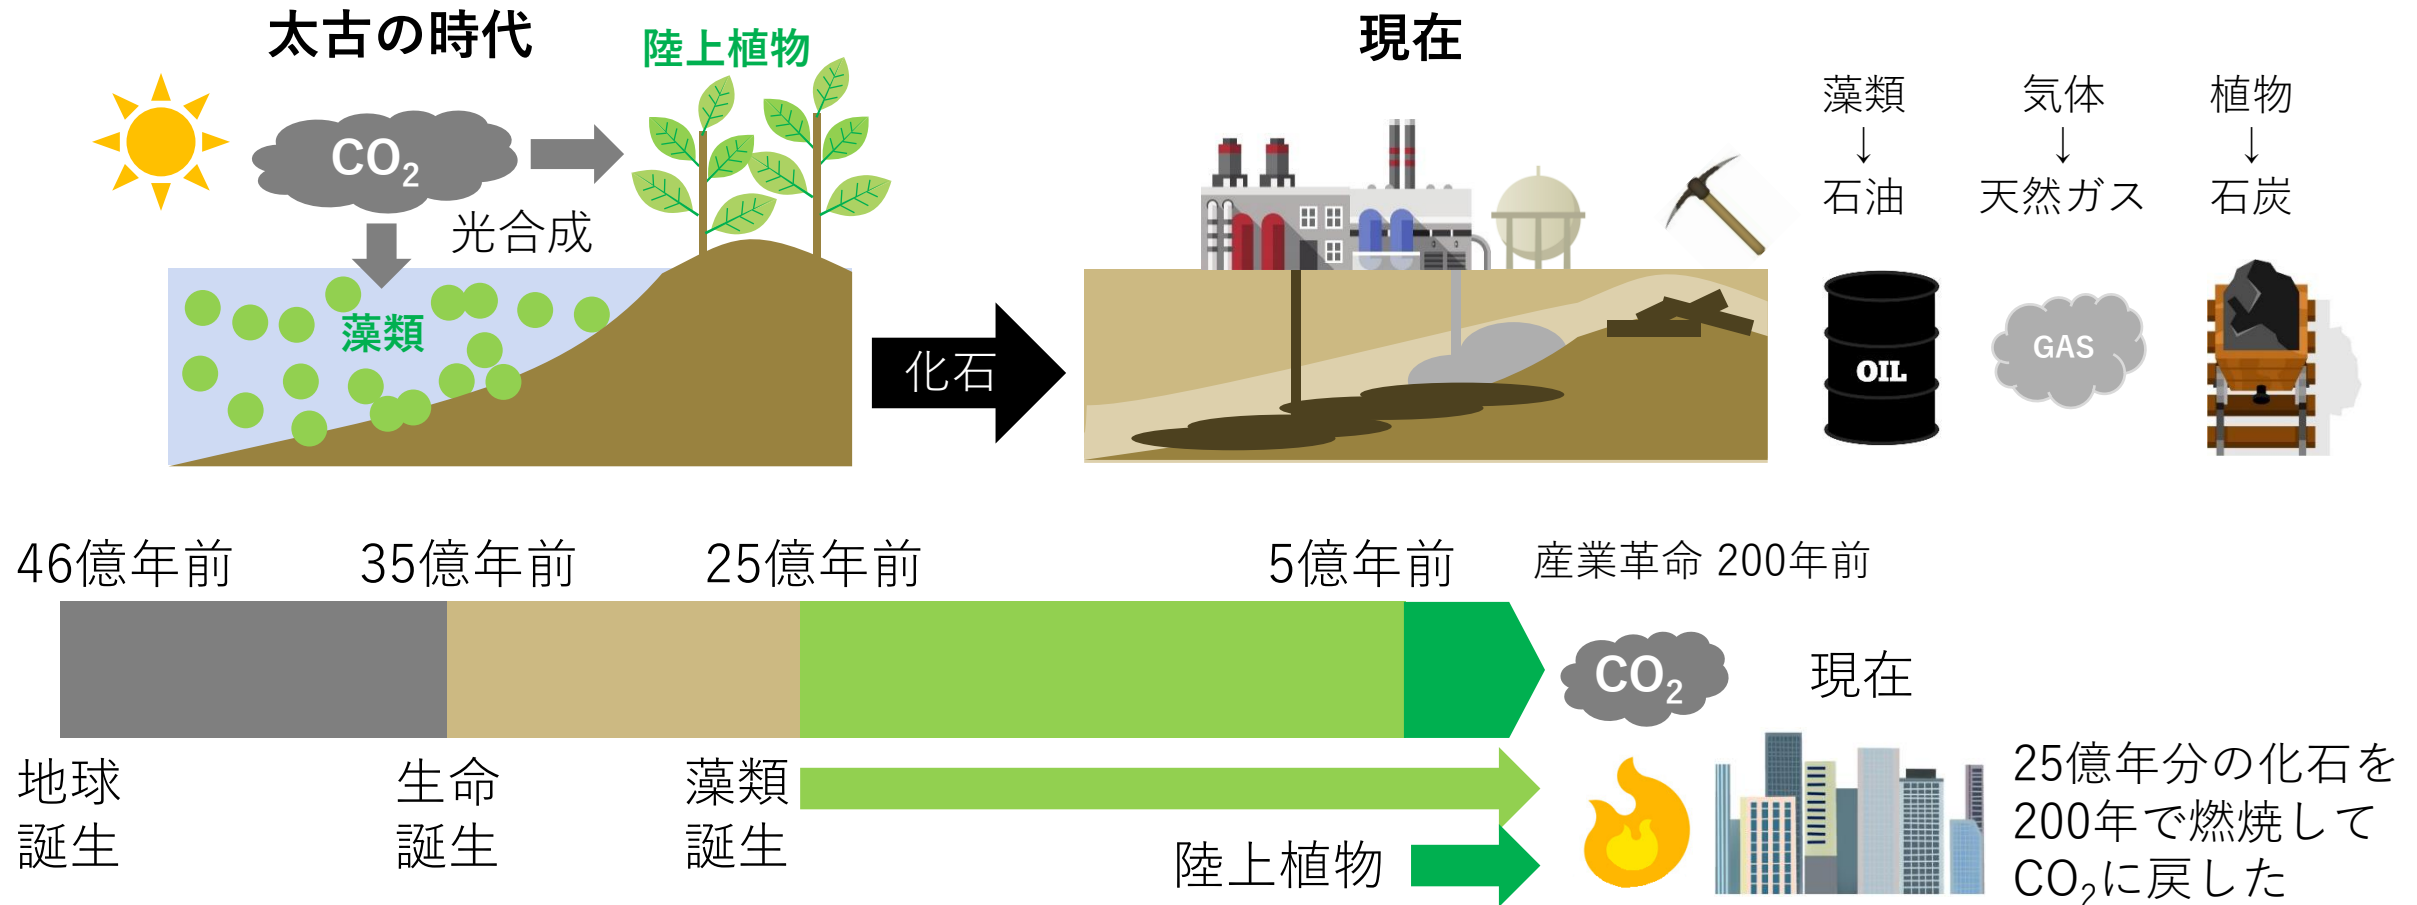 太古の時代
陸上植物
CO₂
光合成
藻類
化石
現在
藻類
↓
石油
気体
↓
天然ガス
植物
↓
石炭
OIL
GAS
46億年前
35億年前
25億年前
5億年前
産業革命 200年前
CO₂
現在
地球
誕生
生命
誕生
藻類
誕生
陸上植物
25億年分の化石を
200年で燃焼して
CO₂に戻した